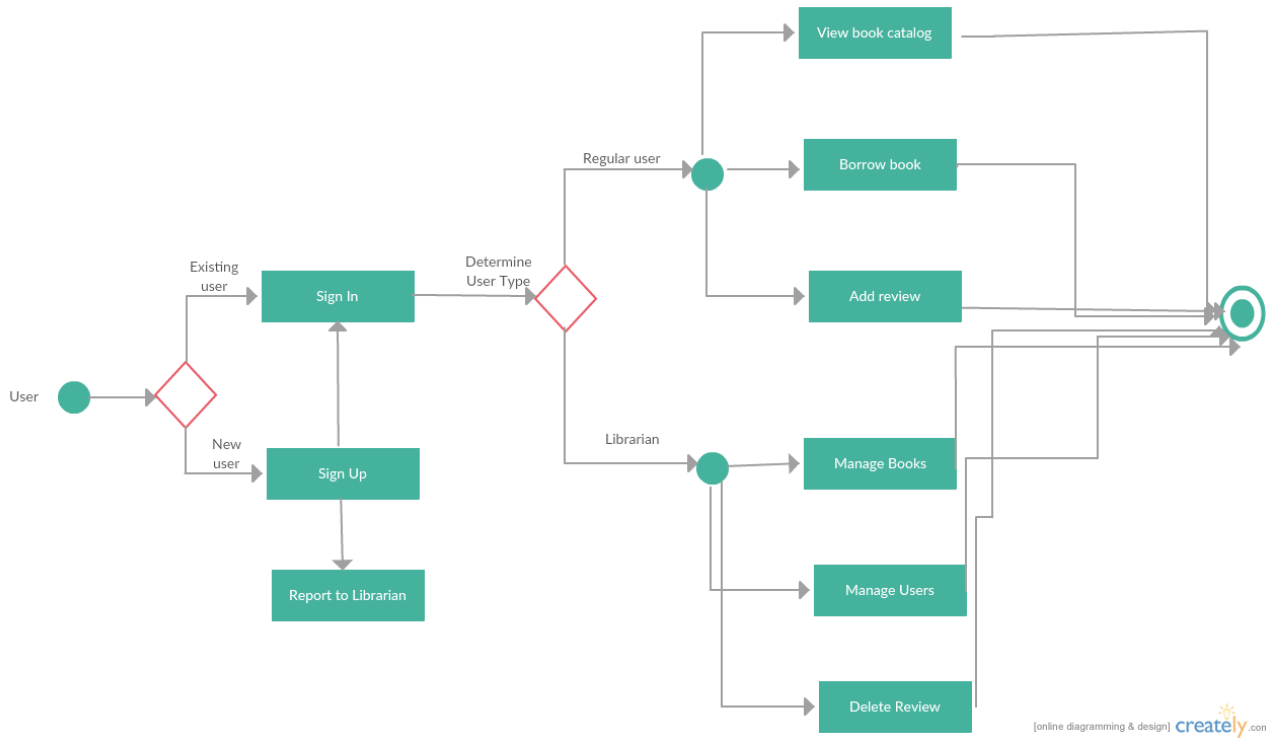 View book catalog
Regular user
Borrow book
Existing
user
Sign In
Determine
User Type
Add review
User
New
user
Sign Up
Librarian
Manage Books
Report to Librarian
Manage Users
Delete Review
[online diagramming & design] creately.com